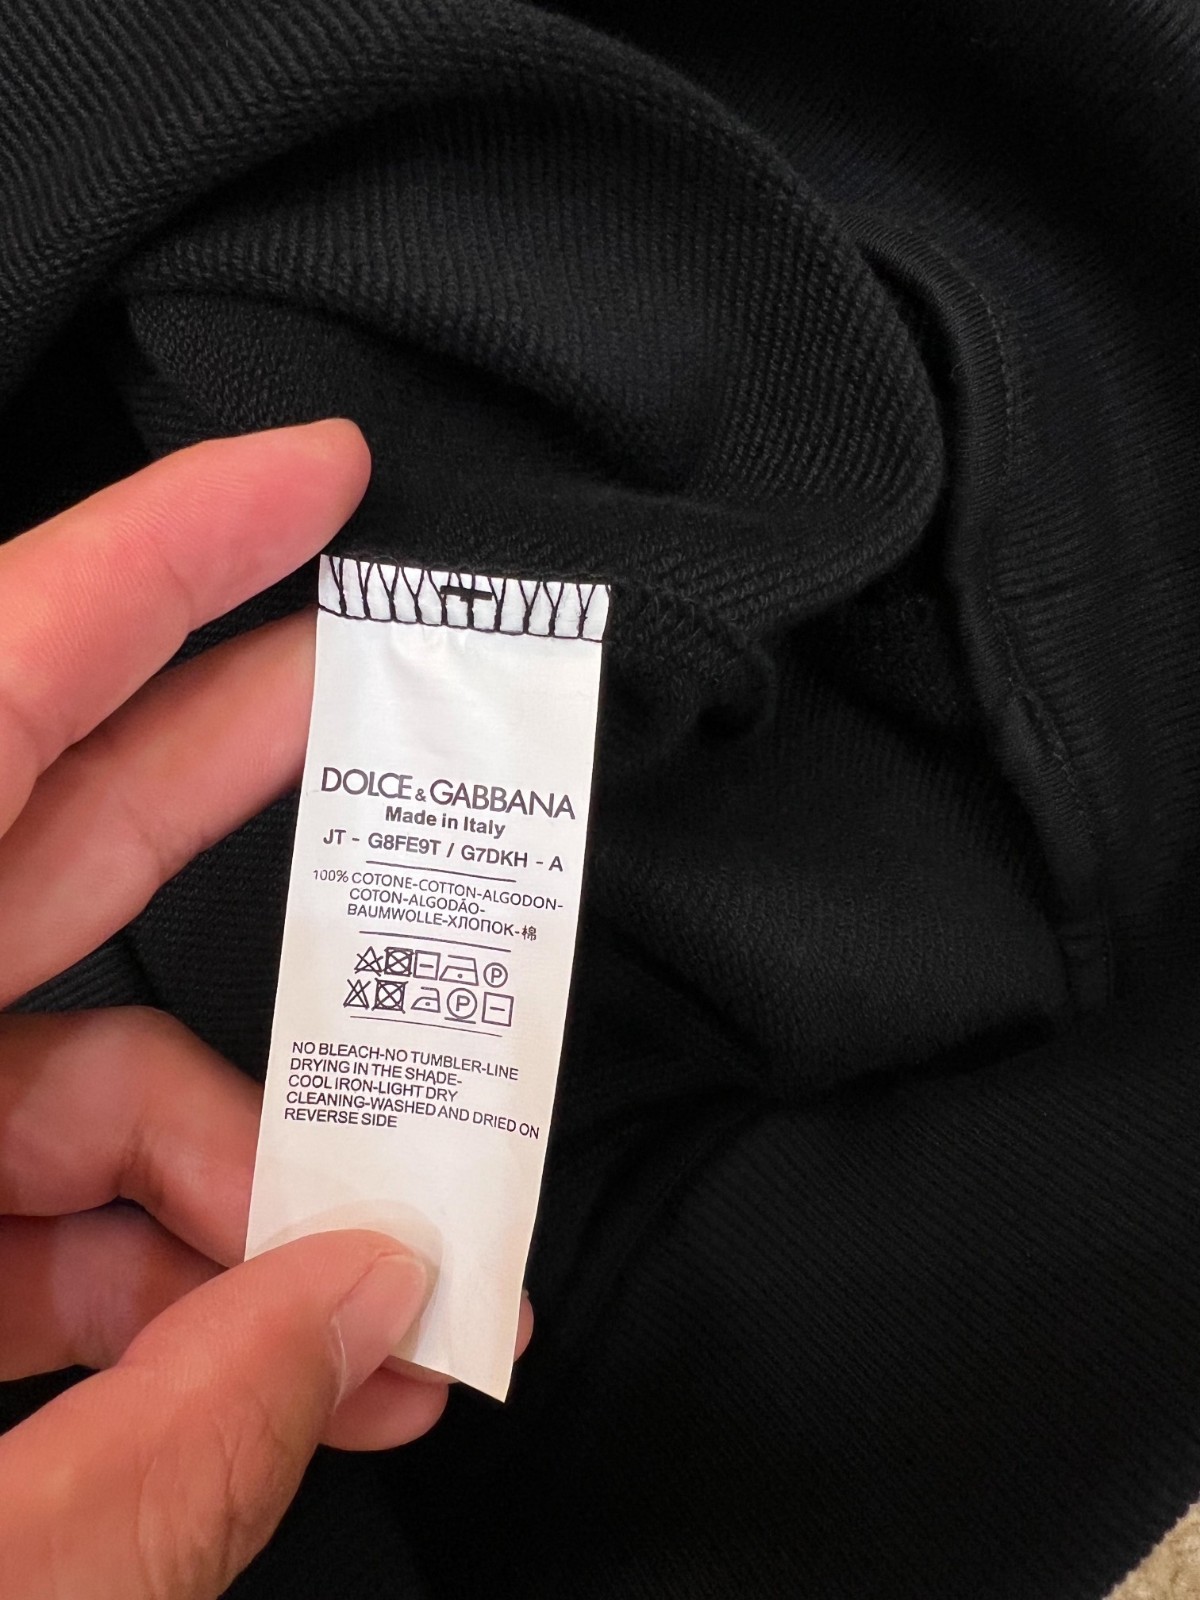 DOLCE & GABBANA
Made in Italy
JT - G8FE9T / G7DKH - A
100% COTONE-COTTON-ALGODON-
COTON-ALGODÃO-
BAUMWOLLE-ХЛОПОК-棉
P
P
NO BLEACH-NO TUMBLER-LINE
DRYING IN THE SHADE-
COOL IRON-LIGHT DRY
CLEANING-WASHED AND DRIED ON
REVERSE SIDE